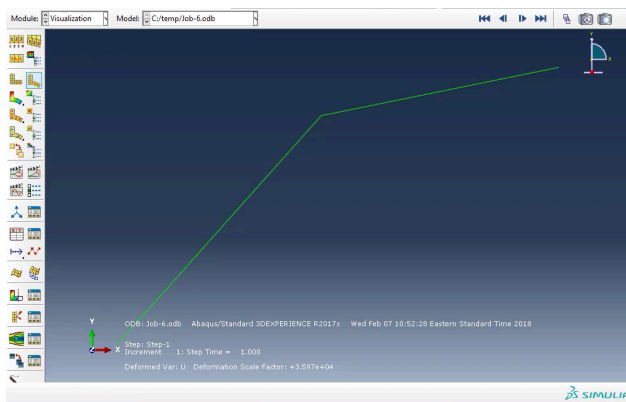 Module: Visualization Model: C:/temp/Job-6.odb
Y
X
ODB: Job-6.odb Abaqus/Standard 3DEXPERIENCE R2017x Wed Feb 07 10:52:28 Eastern Standard Time 2018
Y
Z X
Step: Step-1
Increment 1: Step Time = 1.000
Deformed Var: U Deformation Scale Factor: +3.597e+04
SIMULIA